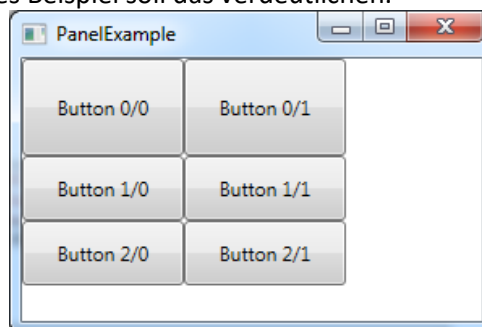 es Beispiel soll das verdeutlichen.
PanelExample
Button 0/0 Button 0/1
Button 1/0 Button 1/1
Button 2/0 Button 2/1